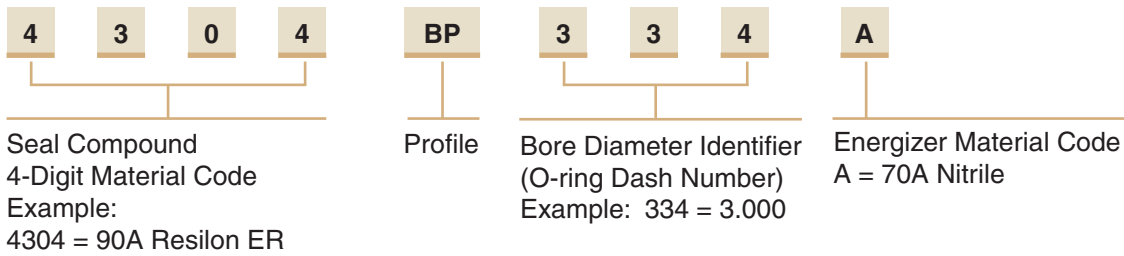 4 3 0 4 BP 3 3 4 A
Seal Compound
4-Digit Material Code
Example:
4304 = 90A Resilon ER
Profile
Bore Diameter Identifier
(O-ring Dash Number)
Example: 334 = 3.000
Energizer Material Code
A = 70A Nitrile